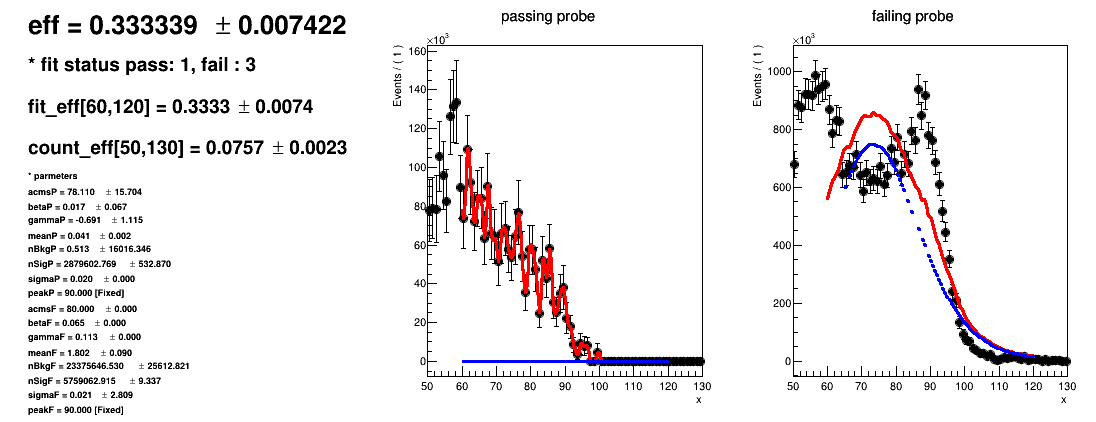 eff = 0.333339 ± 0.007422
* fit status pass: 1, fail : 3
fit_eff[60,120] = 0.3333 ± 0.0074
count_eff[50,130] = 0.0757 ± 0.0023
* parmeters
acmsP = 78.110 ± 15.704
betaP = 0.017 ± 0.067
gammaP = -0.691 ± 1.115
meanP = 0.041 ± 0.002
nBkgP = 0.513 ± 16016.346
nSigP = 2879602.769 ± 532.870
sigmaP = 0.020 ± 0.000
peakP = 90.000 [Fixed]
acmsF = 80.000 ± 0.000
betaF = 0.065 ± 0.000
gammaF = 0.113 ± 0.000
meanF = 1.802 ± 0.090
nBkgF = 23375646.530 ± 25612.821
nSigF = 5759062.915 ± 9.337
sigmaF = 0.021 ± 2.809
peakF = 90.000 [Fixed]
passing probe
×10³
Events / ( 1 )
160
140
120
100
80
60
40
20
0
50 60 70 80 90 100 110 120 130
x
failing probe
×10³
Events / ( 1 )
1000
800
600
400
200
0
50 60 70 80 90 100 110 120 130
x